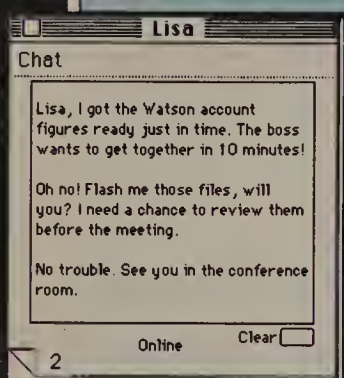 Lisa
Chat
Lisa, I got the Watson account
figures ready just in time. The boss
wants to get together in 10 minutes!
Oh no! Flash me those files, will
you? I need a chance to review them
before the meeting.
No trouble. See you in the conference
room.
Clear
Online
2